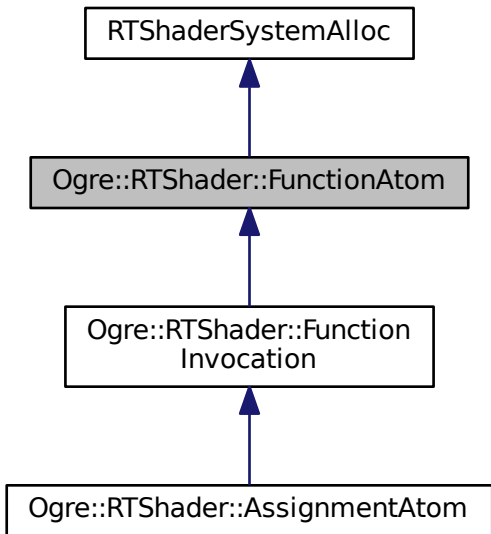 RTShaderSystemAlloc
Ogre::RTShader::FunctionAtom
Ogre::RTShader::Function
Invocation
Ogre::RTShader::AssignmentAtom